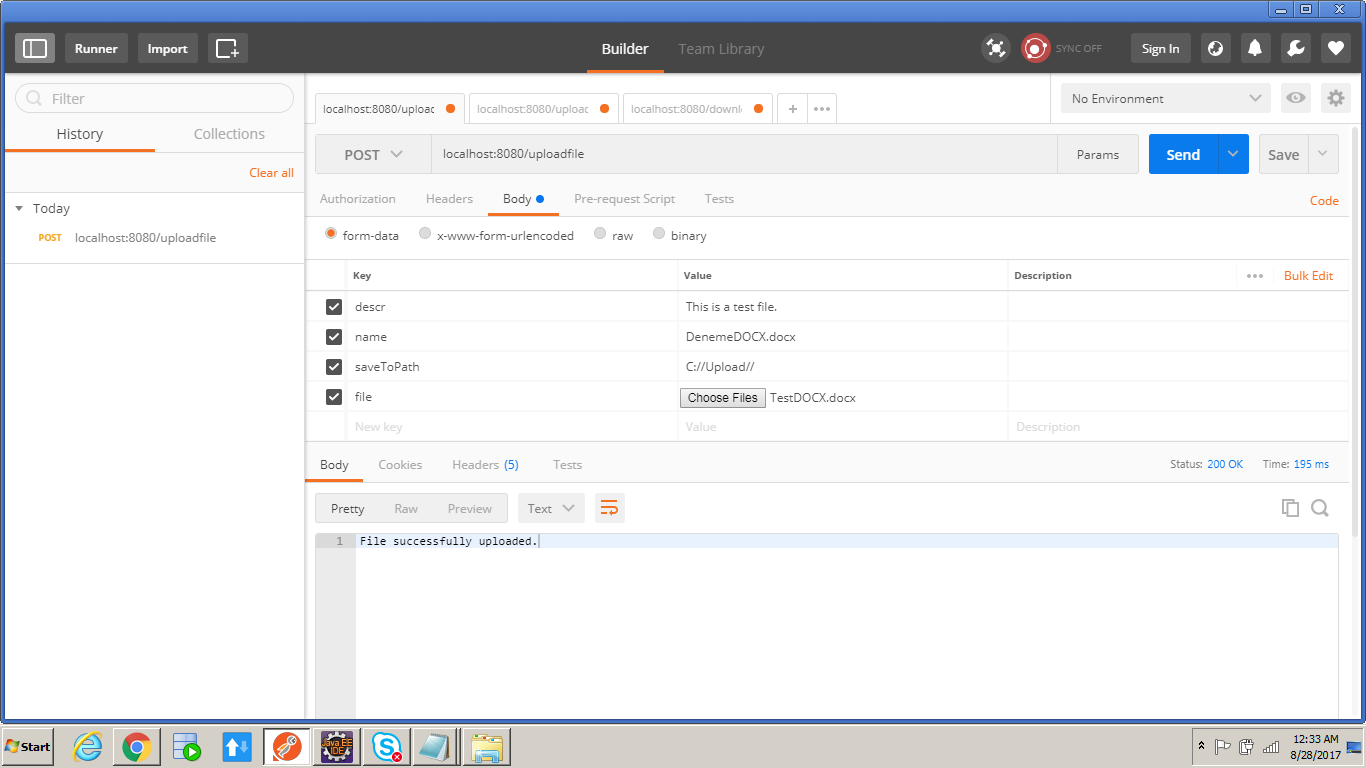 Runner Import Builder Team Library SYNC OFF Sign In
Filter
History Collections
Clear all
Today
POST localhost:8080/uploadfile
localhost:8080/upload localhost:8080/upload localhost:8080/downl + ••• No Environment
POST localhost:8080/uploadfile Params Send Save
Authorization Headers Body Pre-request Script Tests Code
form-data x-www-form-urlencoded raw binary
Key Value Description ••• Bulk Edit
descr This is a test file.
name DenemeDOCX.docx
saveToPath C://Upload//
file Choose Files TestDOCX.docx
New key Value Description
Body Cookies Headers (5) Tests Status: 200 OK Time: 195 ms
Pretty Raw Preview Text
1 File successfully uploaded.
Start Java EE IDE 12:33 AM
8/28/2017